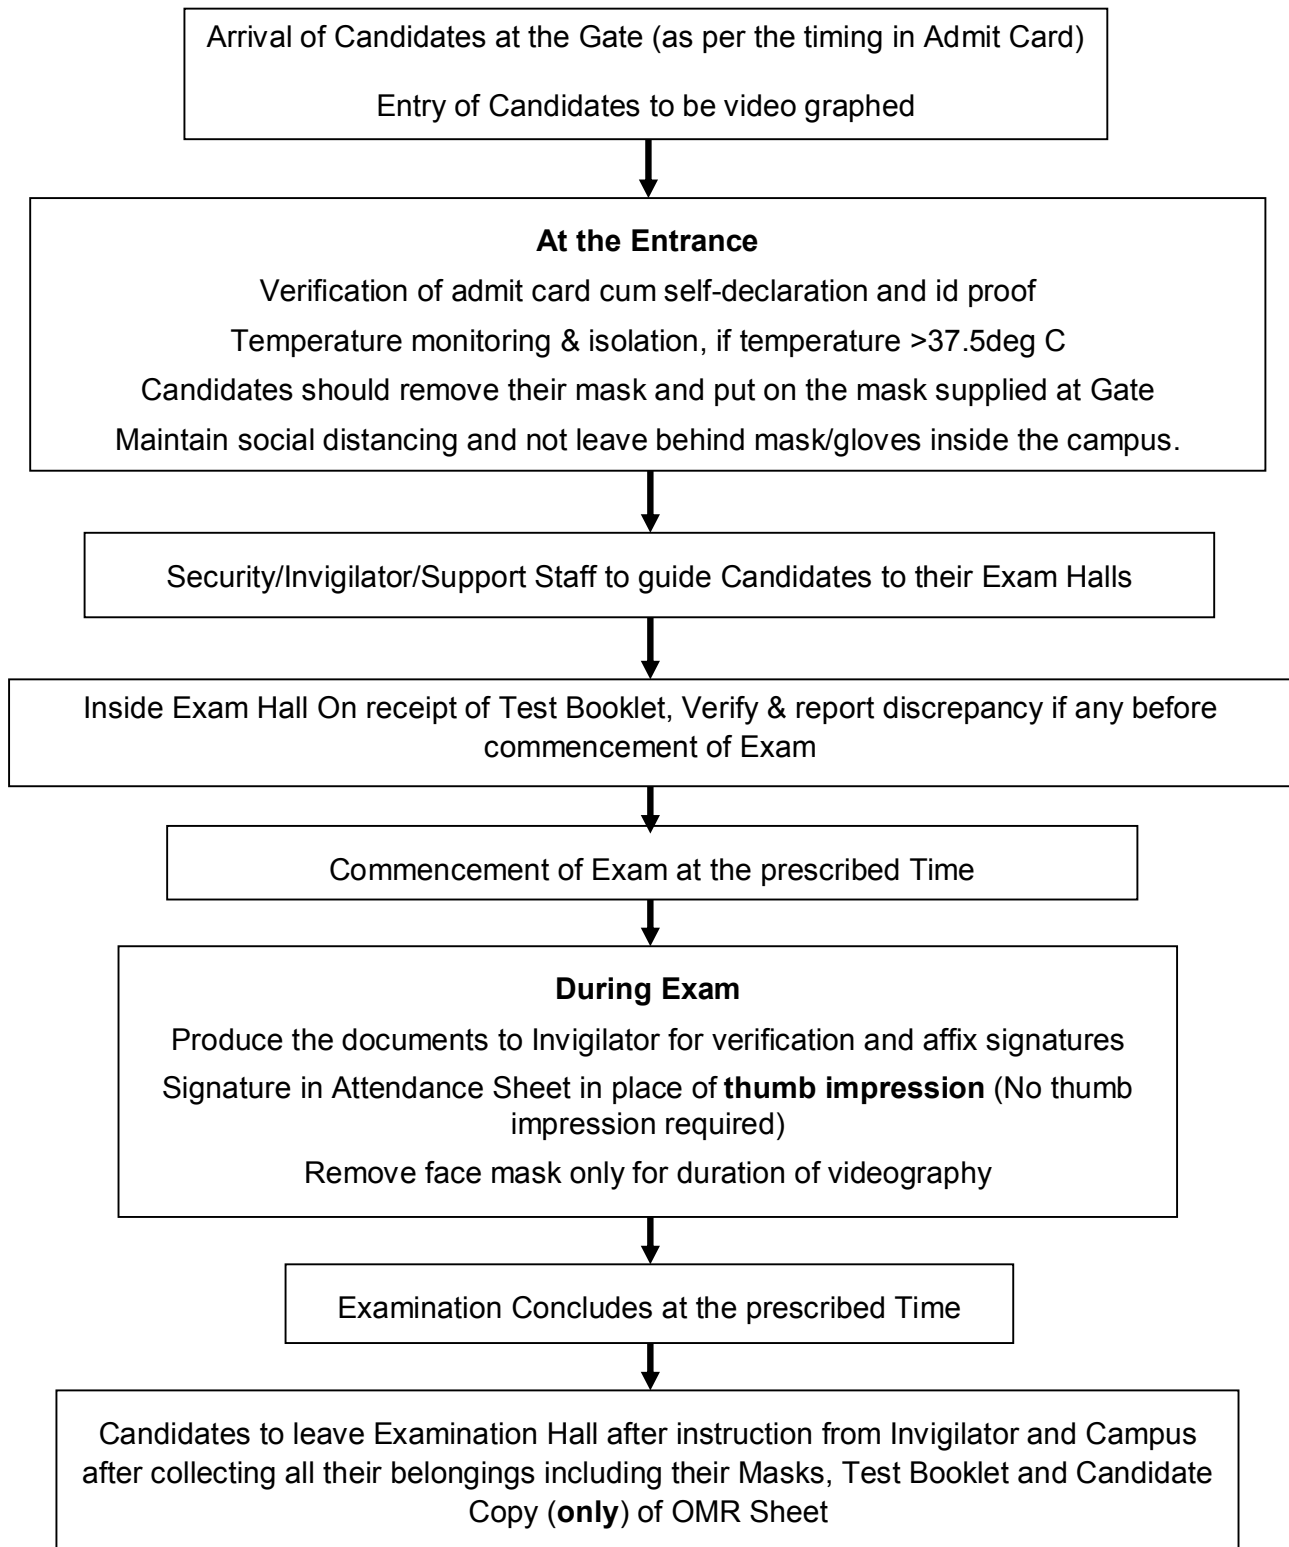 Arrival of Candidates at the Gate (as per the timing in Admit Card)
Entry of Candidates to be video graphed
At the Entrance
Verification of admit card cum self-declaration and id proof
Temperature monitoring & isolation, if temperature >37.5deg C
Candidates should remove their mask and put on the mask supplied at Gate
Maintain social distancing and not leave behind mask/gloves inside the campus.
Security/Invigilator/Support Staff to guide Candidates to their Exam Halls
Inside Exam Hall On receipt of Test Booklet, Verify & report discrepancy if any before
commencement of Exam
Commencement of Exam at the prescribed Time
During Exam
Produce the documents to Invigilator for verification and affix signatures
Signature in Attendance Sheet in place of thumb impression (No thumb
impression required)
Remove face mask only for duration of videography
Examination Concludes at the prescribed Time
Candidates to leave Examination Hall after instruction from Invigilator and Campus
after collecting all their belongings including their Masks, Test Booklet and Candidate
Copy (only) of OMR Sheet